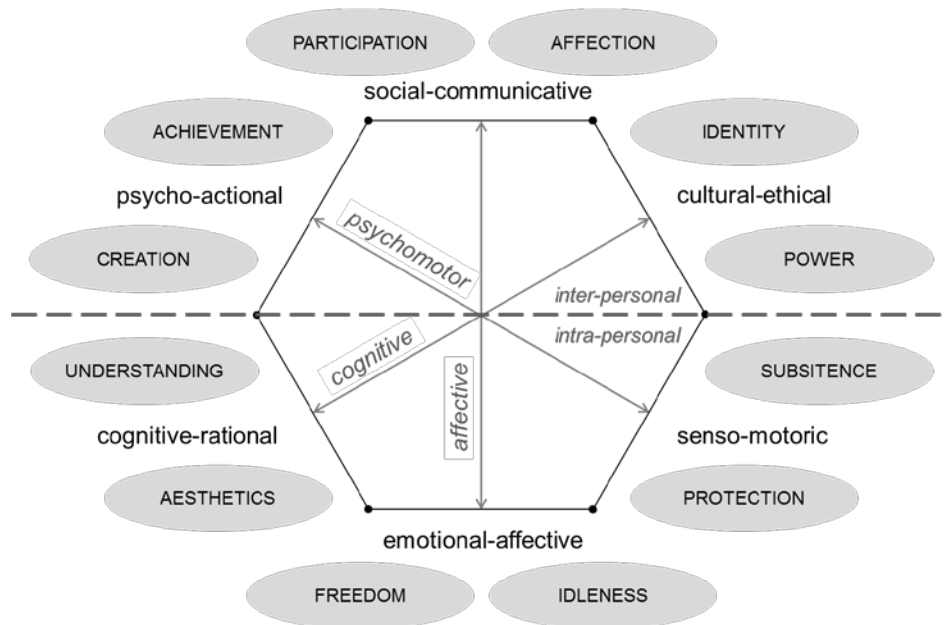 PARTICIPATION AFFECTION
social-communicative
ACHIEVEMENT IDENTITY
psycho-actional cultural-ethical
psychomotor
CREATION POWER
inter-personal
intra-personal
cognitive
UNDERSTANDING SUBSITENCE
affective
cognitive-rational senso-motoric
AESTHETICS PROTECTION
emotional-affective
FREEDOM IDLENESS